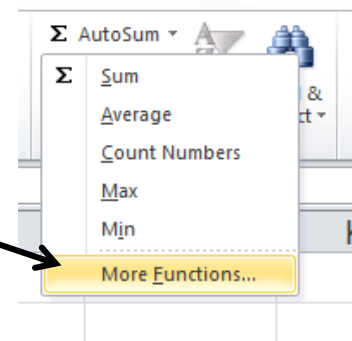 Σ AutoSum
Σ Sum
Average
Count Numbers
Max
Min
More Functions...
&